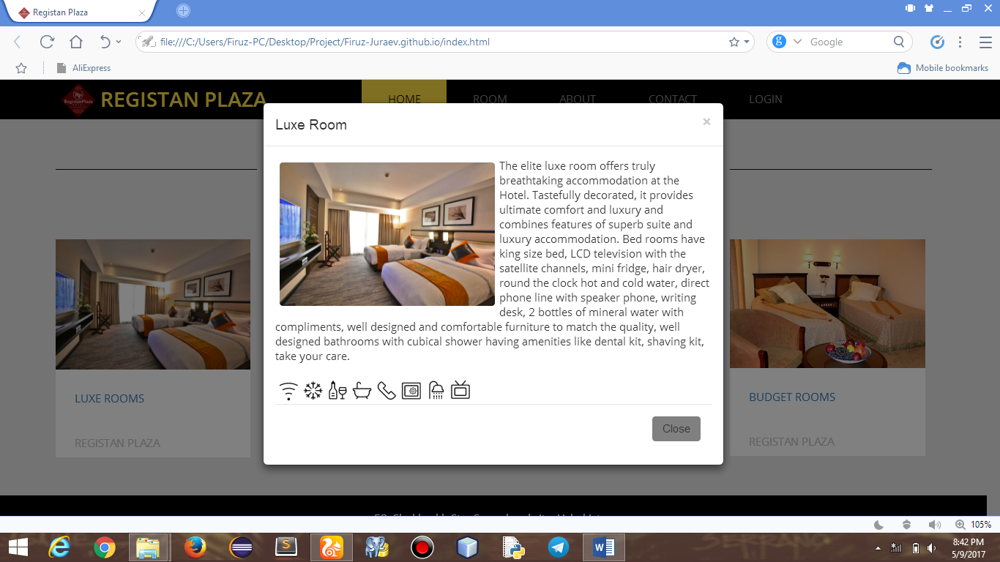 Registan Plaza
file:///C:/Users/Firuz-PC/Desktop/Project/Firuz-Juraev.github.io/index.html
Google
AliExpress
Mobile bookmarks
REGISTAN PLAZA
HOME
ROOM
ABOUT
CONTACT
LOGIN
Luxe Room
×
The elite luxe room offers truly
breathtaking accommodation at the
Hotel. Tastefully decorated, it provides
ultimate comfort and luxury and
combines features of superb suite and
luxury accommodation. Bed rooms have
king size bed, LCD television with the
satellite channels, mini fridge, hair dryer,
round the clock hot and cold water, direct
phone line with speaker phone, writing
desk, 2 bottles of mineral water with
compliments, well designed and comfortable furniture to match the quality, well
designed bathrooms with cubical shower having amenities like dental kit, shaving kit,
take your care.
Close
LUXE ROOMS
REGISTAN PLAZA
BUDGET ROOMS
REGISTAN PLAZA
105%
8:42 PM
5/9/2017